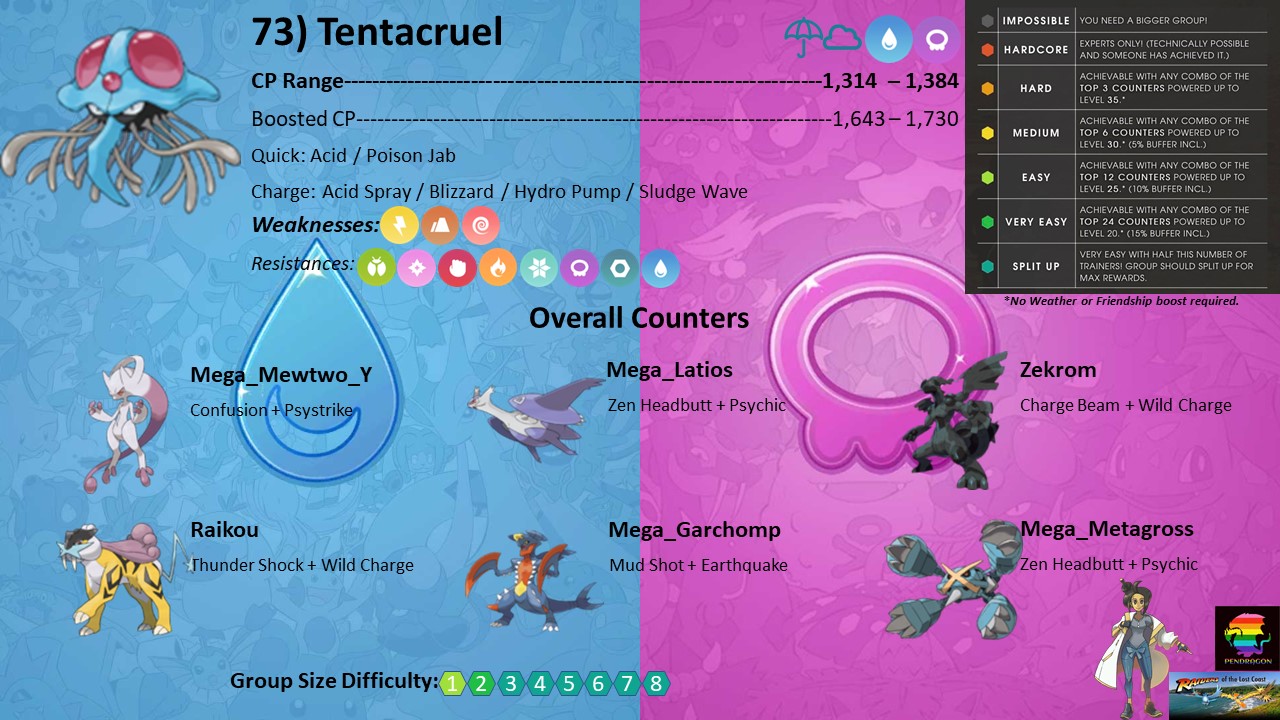 73) Tentacruel
CP Range-------------------------------------------------------------------1,314 – 1,384
Boosted CP-------------------------------------------------------------------1,643 – 1,730
Quick: Acid / Poison Jab
Charge: Acid Spray / Blizzard / Hydro Pump / Sludge Wave
Weaknesses:
Resistances:
IMPOSSIBLE YOU NEED A BIGGER GROUP!
HARDCORE EXPERTS ONLY! (TECHNICALLY POSSIBLE
AND SOMEONE HAS ACHIEVED IT.)
HARD ACHIEVABLE WITH ANY COMBO OF THE
TOP 3 COUNTERS POWERED UP TO
LEVEL 35.*
MEDIUM ACHIEVABLE WITH ANY COMBO OF THE
TOP 6 COUNTERS POWERED UP TO
LEVEL 30.* (5% BUFFER INCL.)
EASY ACHIEVABLE WITH ANY COMBO OF THE
TOP 12 COUNTERS POWERED UP TO
LEVEL 25.* (10% BUFFER INCL.)
VERY EASY ACHIEVABLE WITH ANY COMBO OF THE
TOP 24 COUNTERS POWERED UP TO
LEVEL 20.* (15% BUFFER INCL.)
SPLIT UP VERY EASY WITH HALF THIS NUMBER OF
TRAINERS! GROUP SHOULD SPLIT UP FOR
MAX REWARDS.
*No Weather or Friendship boost required.
Overall Counters
Mega_Mewtwo_Y
Confusion + Psystrike
Mega_Latios
Zen Headbutt + Psychic
Zekrom
Charge Beam + Wild Charge
Raikou
Thunder Shock + Wild Charge
Mega_Garchomp
Mud Shot + Earthquake
Mega_Metagross
Zen Headbutt + Psychic
Group Size Difficulty: 1 2 3 4 5 6 7 8
PENDRAGON
RAIDERS of the Lost Coast